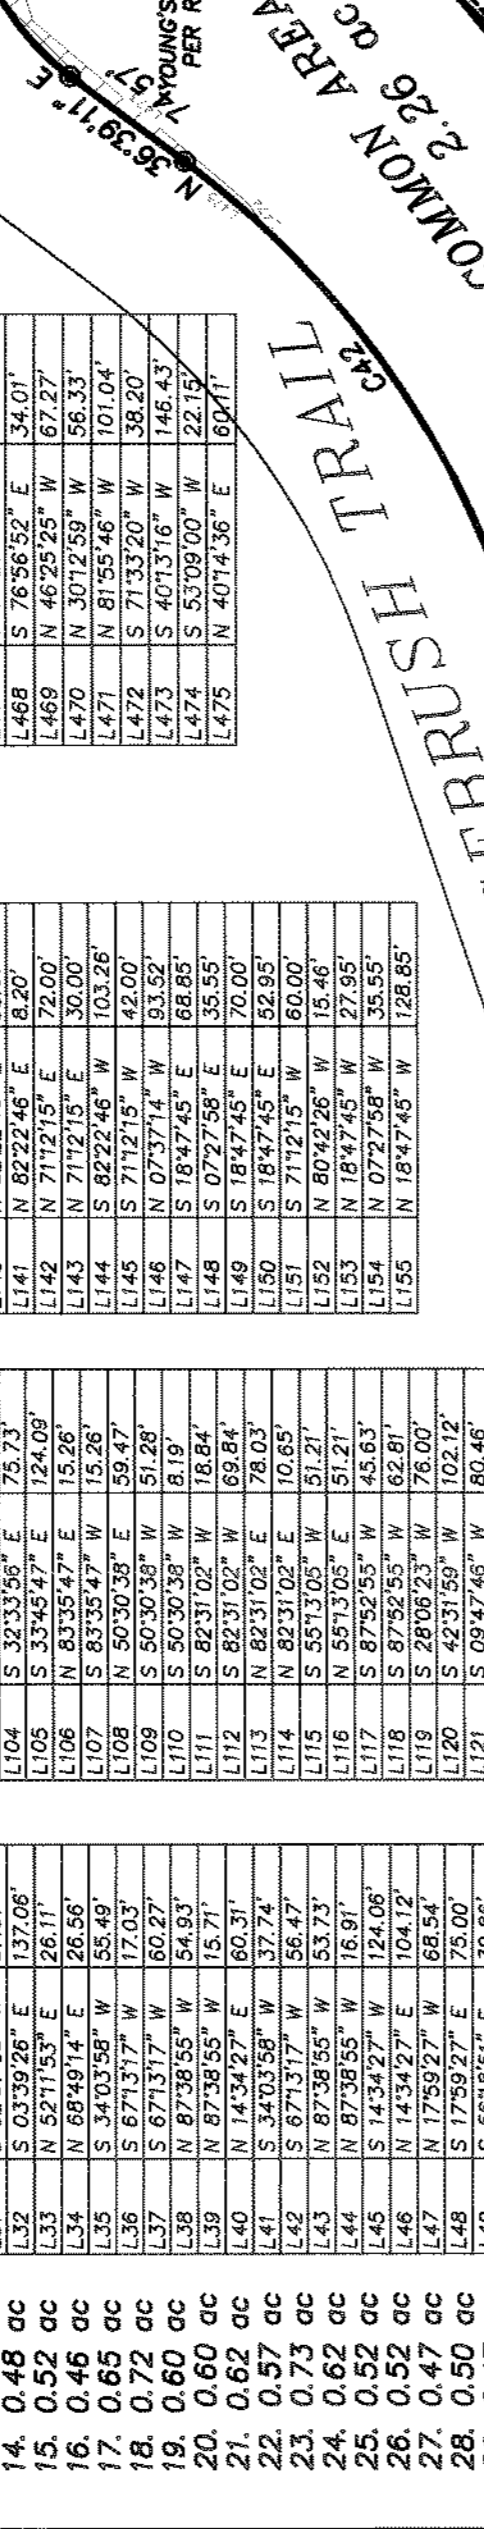 14. 0.48 ac
15. 0.52 ac
16. 0.46 ac
17. 0.65 ac
18. 0.72 ac
19. 0.60 ac
20. 0.60 ac
21. 0.62 ac
22. 0.57 ac
23. 0.73 ac
24. 0.62 ac
25. 0.52 ac
26. 0.52 ac
27. 0.47 ac
28. 0.50 ac
L32 S 03°39'26" E 137.06'
L33 N 52°11'53" E 26.11'
L34 N 68°49'14" E 26.56'
L35 S 34°03'58" W 55.49'
L36 S 67°13'17" W 17.03'
L37 S 67°13'17" W 60.27'
L38 N 87°38'55" W 54.93'
L39 N 87°38'55" W 15.71'
L40 N 14°34'27" E 60.31'
L41 S 34°03'58" W 37.74'
L42 S 67°13'17" W 56.47'
L43 N 87°38'55" W 53.73'
L44 N 87°38'55" W 16.91'
L45 S 14°34'27" W 124.06'
L46 N 14°34'27" E 104.12'
L47 N 17°59'27" W 68.54'
L48 S 17°59'27" E 75.00'
L104 S 32°33'56" E 75.73'
L105 S 33°45'47" E 124.09'
L106 N 83°35'47" E 15.26'
L107 S 83°35'47" W 15.26'
L108 N 50°30'38" E 59.47'
L109 S 50°30'38" W 51.28'
L110 S 50°30'38" W 8.19'
L111 S 82°31'02" W 18.84'
L112 S 82°31'02" W 69.84'
L113 N 82°31'02" E 78.03'
L114 N 82°31'02" E 10.65'
L115 S 55°13'05" W 51.21'
L116 N 55°13'05" E 51.21'
L117 S 87°52'55" W 45.63'
L118 S 87°52'55" W 62.81'
L119 S 28°06'23" W 76.00'
L120 S 42°31'59" W 102.12'
L121 S 09°47'46" W 80.46'
L141 N 82°22'46" E 8.20'
L142 N 71°12'15" E 72.00'
L143 N 71°12'15" E 30.00'
L144 S 82°22'46" W 103.26'
L145 S 71°12'15" W 42.00'
L146 N 07°37'14" W 93.52'
L147 S 18°47'45" E 68.85'
L148 S 07°27'58" E 35.55'
L149 S 18°47'45" E 70.00'
L150 S 18°47'45" E 52.95'
L151 S 71°12'15" W 60.00'
L152 N 80°42'26" W 15.46'
L153 N 18°47'45" W 27.95'
L154 N 07°27'58" W 35.55'
L155 N 18°47'45" W 128.85'
L468 S 76°56'52" E 34.01'
L469 N 46°25'25" W 67.27'
L470 N 30°12'59" W 56.33'
L471 N 81°55'46" W 101.04'
L472 S 71°33'20" W 38.20'
L473 S 40°13'16" W 146.43'
L474 S 53°09'00" W 22.15'
L475 N 40°14'36" E 60.11'
N 36°39'11" E
74.57'
YOUNG'S
PER R
COMMON AREA
2.26 ac
C42
ERBRUSH TRAIL